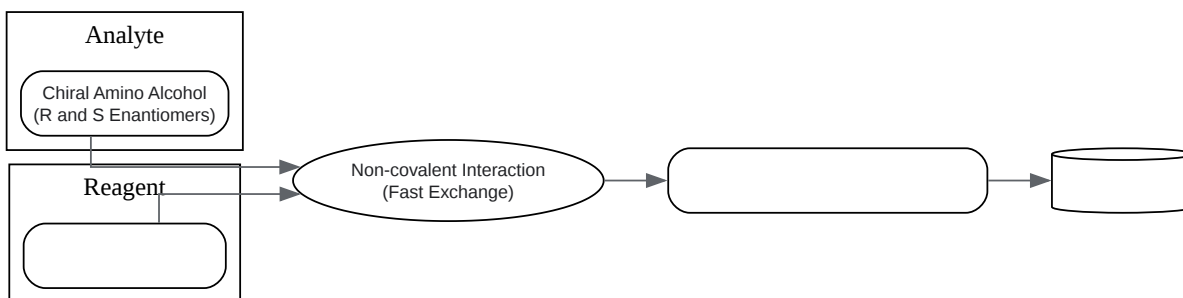 Analyte
Chiral Amino Alcohol
(R and S Enantiomers)
Reagent
Non-covalent Interaction
(Fast Exchange)